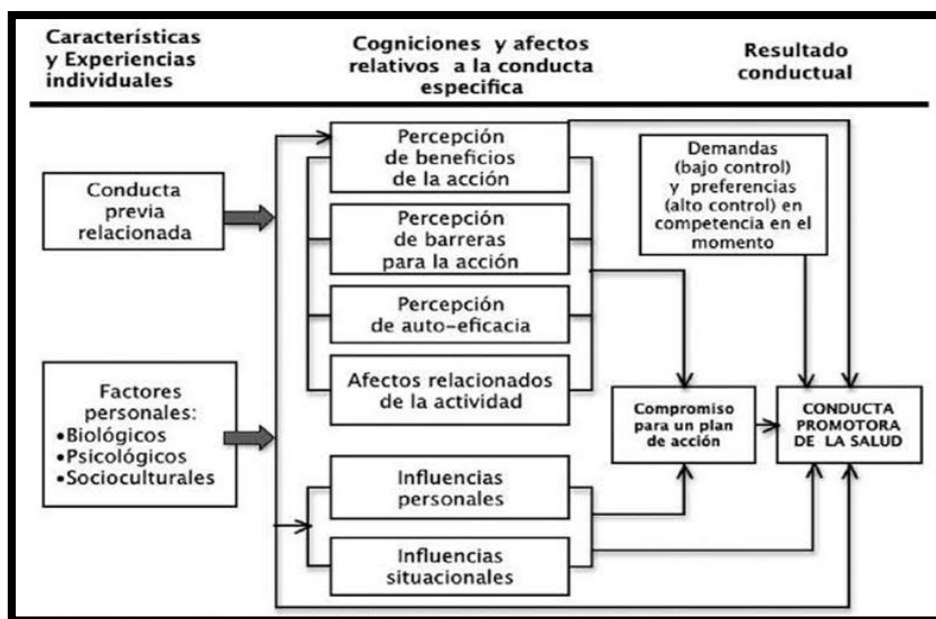 Características
y Experiencias
individuales
Cogniciones y afectos
relativos a la conducta
especifica
Resultado
conductual
Conducta
previa
relacionada
Factores
personales:
•Biológicos
•Psicológicos
•Socioculturales
Percepción
de beneficios
de la acción
Percepción
de barreras
para la acción
Percepción
de auto-eficacia
Afectos relacionados
de la actividad
Influencias
personales
Influencias
situacionales
Demandas
(bajo control)
y preferencias
(alto control) en
competencia en el
momento
Compromiso
para un plan
de acción
CONDUCTA
PROMOTORA
DE LA SALUD